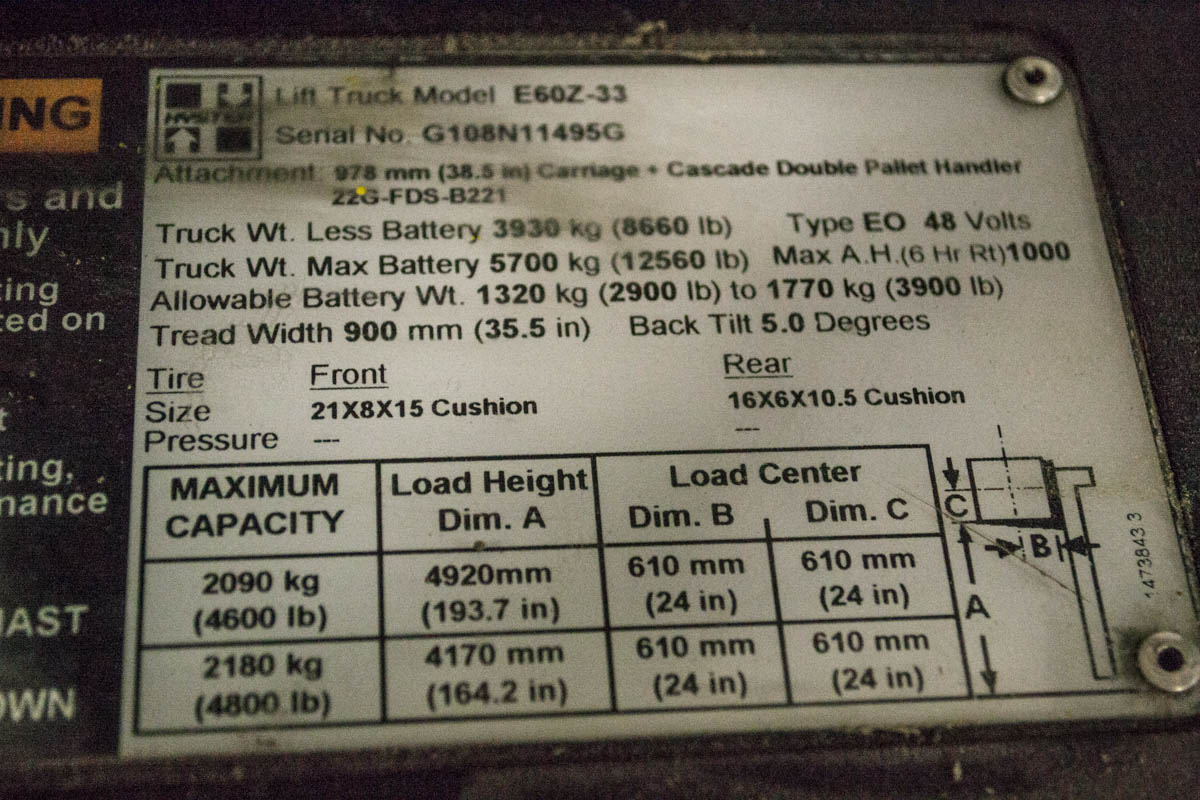 ING
s and
nly
ting
ted on
t
ting,
nance
MAST
OWN
HYSTER
Lift Truck Model E60Z-33
Serial No. G108N11495G
Attachment 978 mm (38.5 in) Carriage + Cascade Double Pallet Handler
22G-FDS-B221
Truck Wt. Less Battery 3930 kg (8660 lb) Type EO 48 Volts
Truck Wt. Max Battery 5700 kg (12560 lb) Max A.H.(6 Hr Rt)1000
Allowable Battery Wt. 1320 kg (2900 lb) to 1770 kg (3900 lb)
Tread Width 900 mm (35.5 in) Back Tilt 5.0 Degrees
Tire Front Rear
Size 21X8X15 Cushion 16X6X10.5 Cushion
Pressure --- ---
MAXIMUM CAPACITY Load Height Dim. A Load Center Dim. B Dim. C
2090 kg (4600 lb) 4920mm (193.7 in) 610 mm (24 in) 610 mm (24 in)
2180 kg (4800 lb) 4170 mm (164.2 in) 610 mm (24 in) 610 mm (24 in)
C
B
A
1473843 3